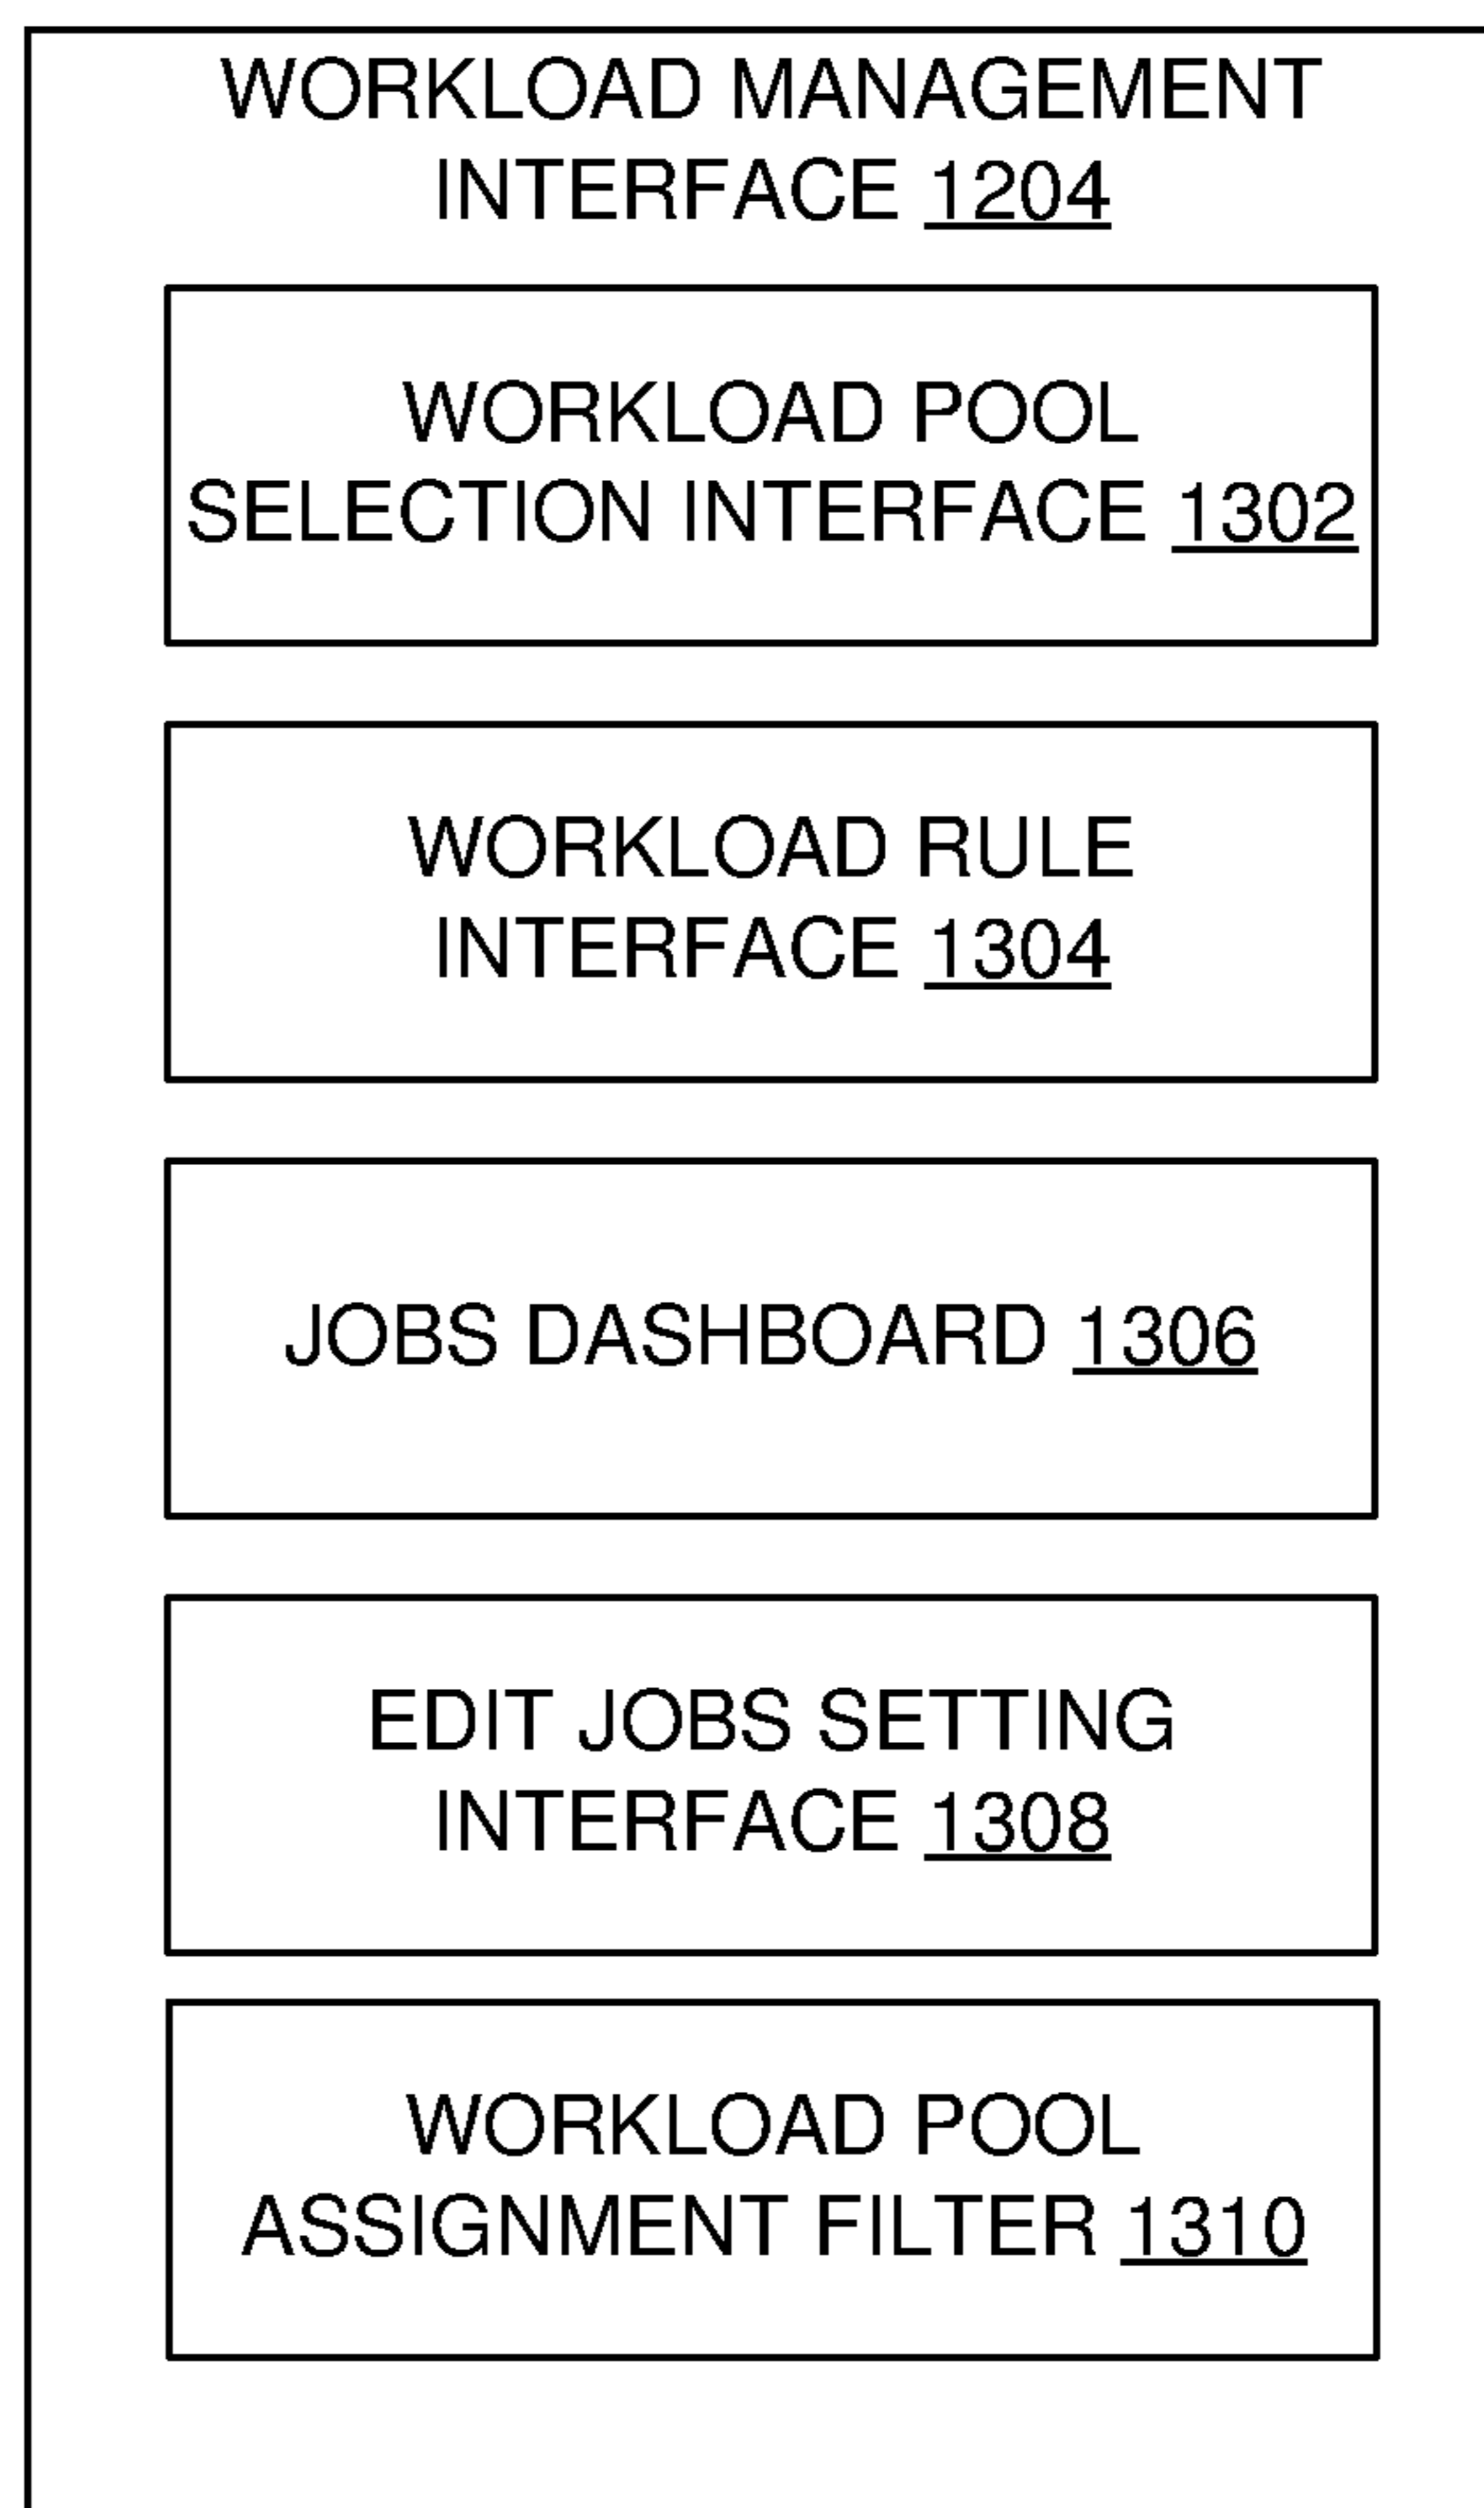 WORKLOAD MANAGEMENT
INTERFACE 1204
WORKLOAD POOL
SELECTION INTERFACE 1302
WORKLOAD RULE
INTERFACE 1304
JOBS DASHBOARD 1306
EDIT JOBS SETTING
INTERFACE 1308
WORKLOAD POOL
ASSIGNMENT FILTER 1310